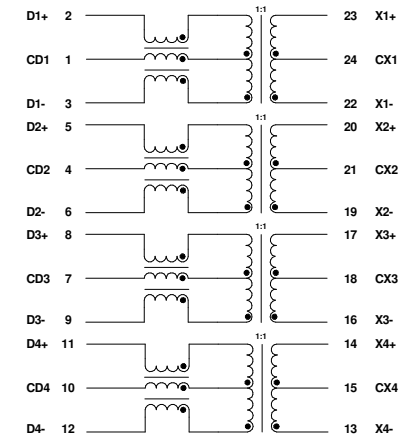 1:1
D1+ 2 23 X1+
CD1 1 24 CX1
D1- 3 22 X1-
1:1
D2+ 5 20 X2+
CD2 4 21 CX2
D2- 6 19 X2-
1:1
D3+ 8 17 X3+
CD3 7 18 CX3
D3- 9 16 X3-
1:1
D4+ 11 14 X4+
CD4 10 15 CX4
D4- 12 13 X4-